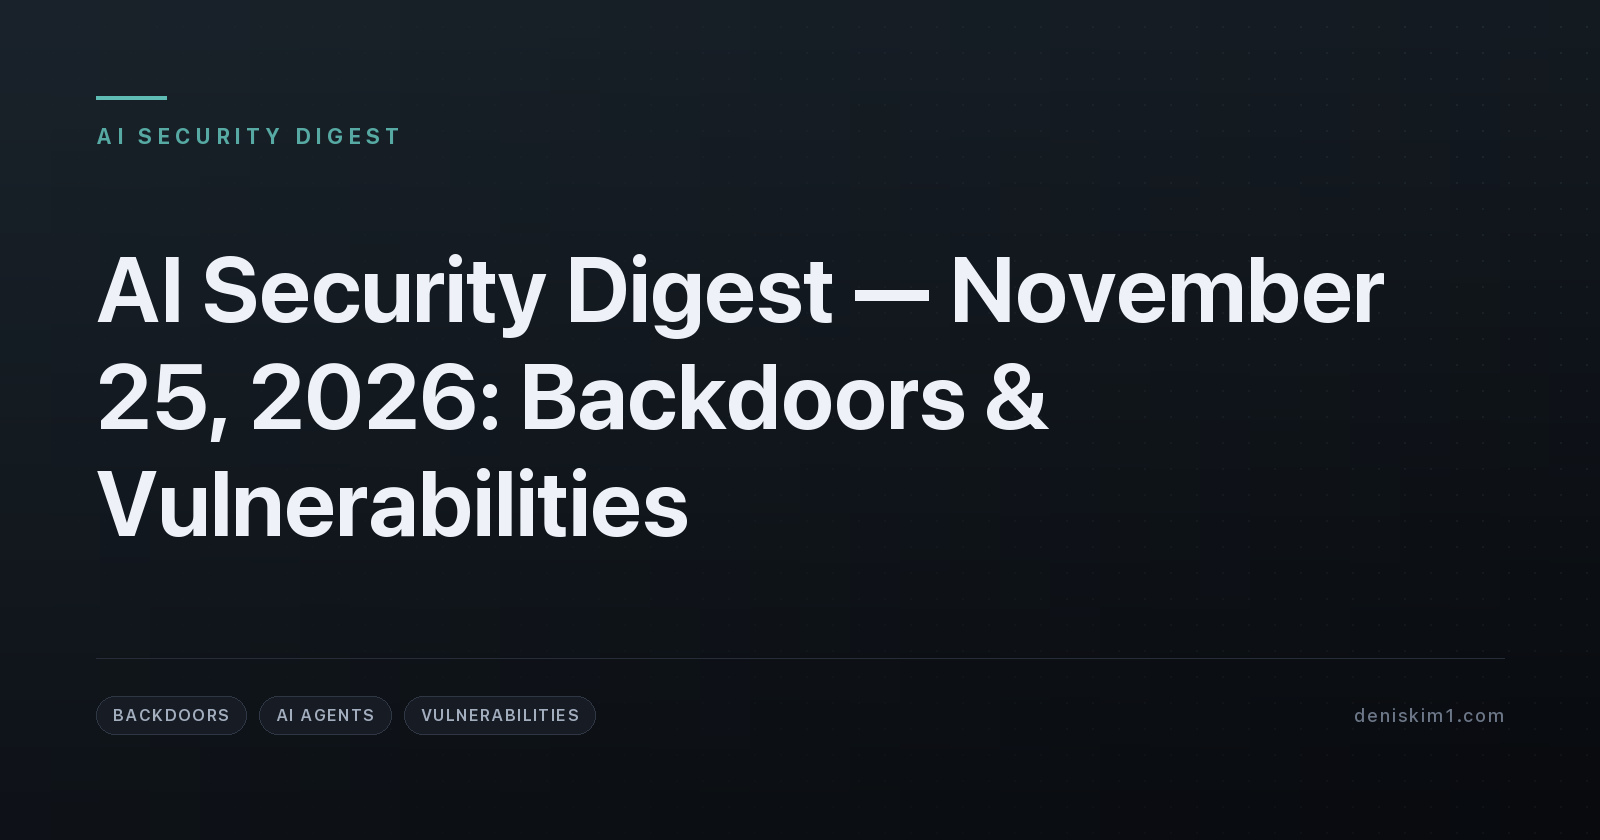 AI SECURITY DIGEST
AI Security Digest — November
25, 2026: Backdoors &
Vulnerabilities
BACKDOORS AI AGENTS VULNERABILITIES
deniskim1.com